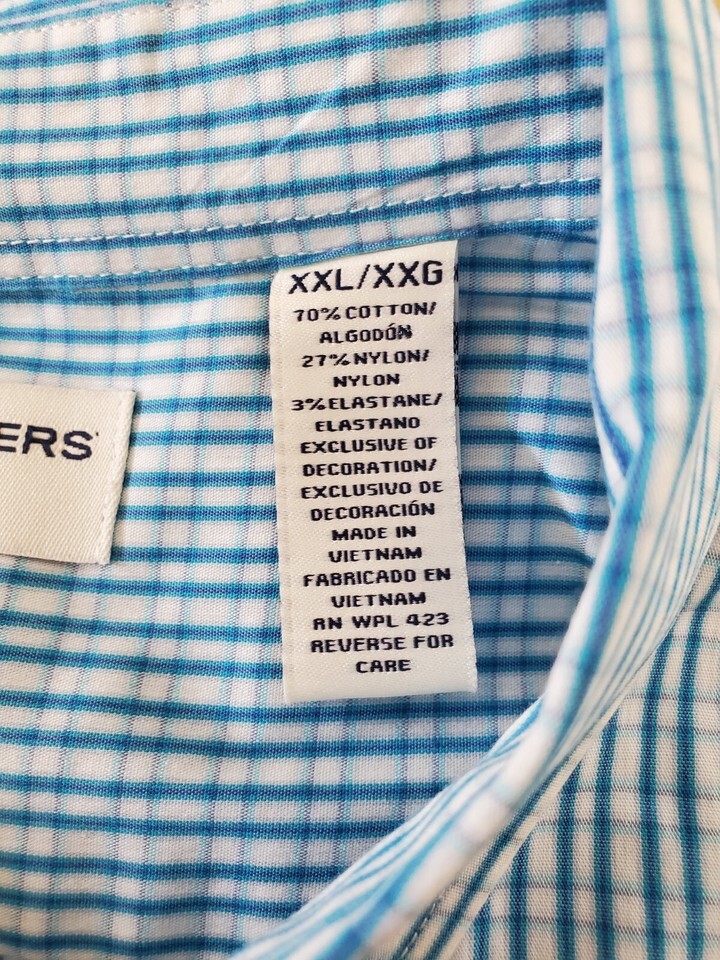 XXL/XXG
70% COTTON/
ALGODÓN
27% NYLON/
NYLON
3% ELASTANE/
ELASTANO
EXCLUSIVE OF
DECORATION/
EXCLUSIVO DE
DECORACIÓN
MADE IN
VIETNAM
FABRICADO EN
VIETNAM
RN WPL 423
REVERSE FOR
CARE
ERS